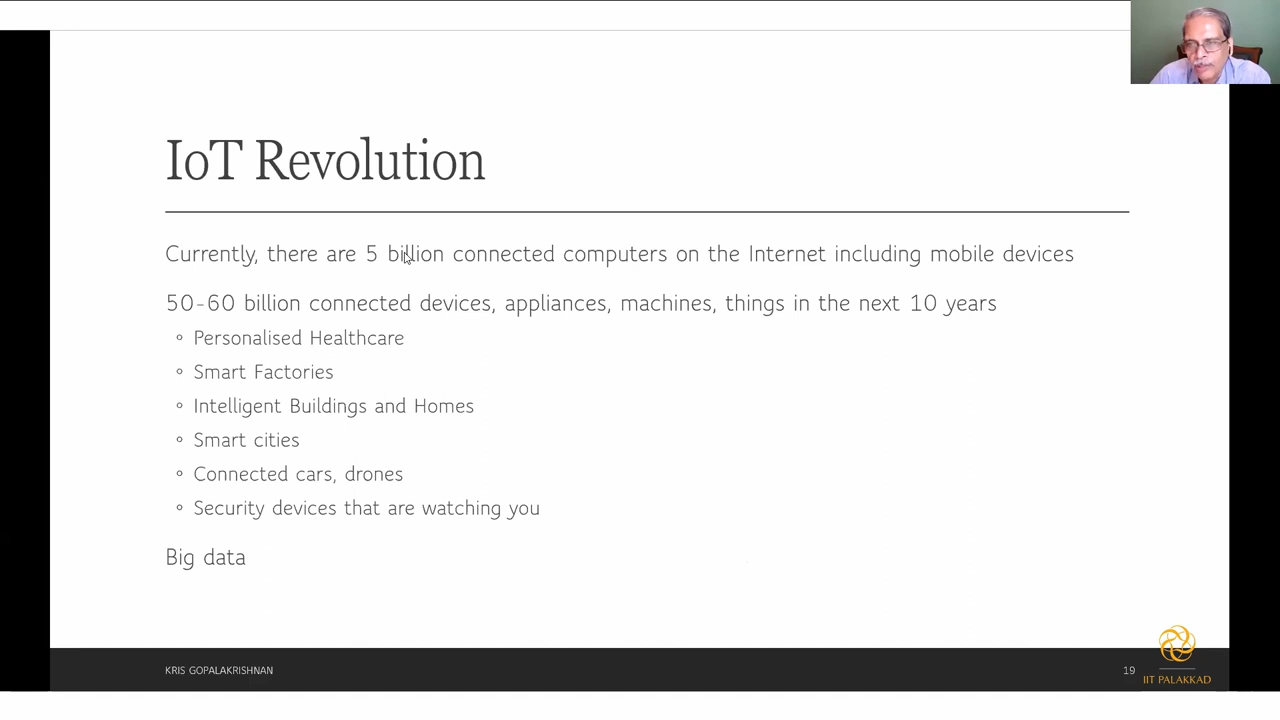 IoT Revolution
Currently, there are 5 billion connected computers on the Internet including mobile devices
50-60 billion connected devices, appliances, machines, things in the next 10 years
Personalised Healthcare
Smart Factories
Intelligent Buildings and Homes
Smart cities
Connected cars, drones
Security devices that are watching you
Big data
KRIS GOPALAKRISHNAN
19
IIT PALAKKAD